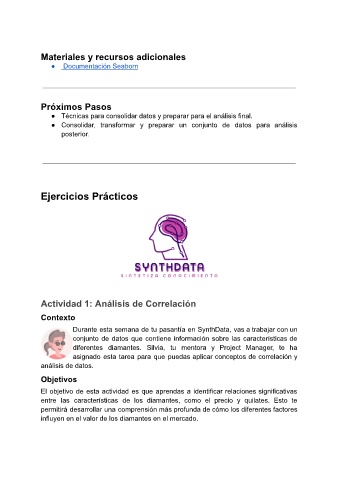 Materiales y recursos adicionales
● Documentación Seaborn
Próximos Pasos
● Técnicas para consolidar datos y preparar para el análisis final.
● Consolidar, transformar y preparar un conjunto de datos para análisis
posterior.
Ejercicios Prácticos
SYNTHDATA
SINTETIZA CONOCIMIENTO
Actividad 1: Análisis de Correlación
Contexto
Durante esta semana de tu pasantía en SynthData, vas a trabajar con un
conjunto de datos que contiene información sobre las características de
diferentes diamantes. Silvia, tu mentora y Project Manager, te ha
asignado esta tarea para que puedas aplicar conceptos de correlación y
análisis de datos.
Objetivos
El objetivo de esta actividad es que aprendas a identificar relaciones significativas
entre las características de los diamantes, como el precio y quilates. Esto te
permitirá desarrollar una comprensión más profunda de cómo los diferentes factores
influyen en el valor de los diamantes en el mercado.